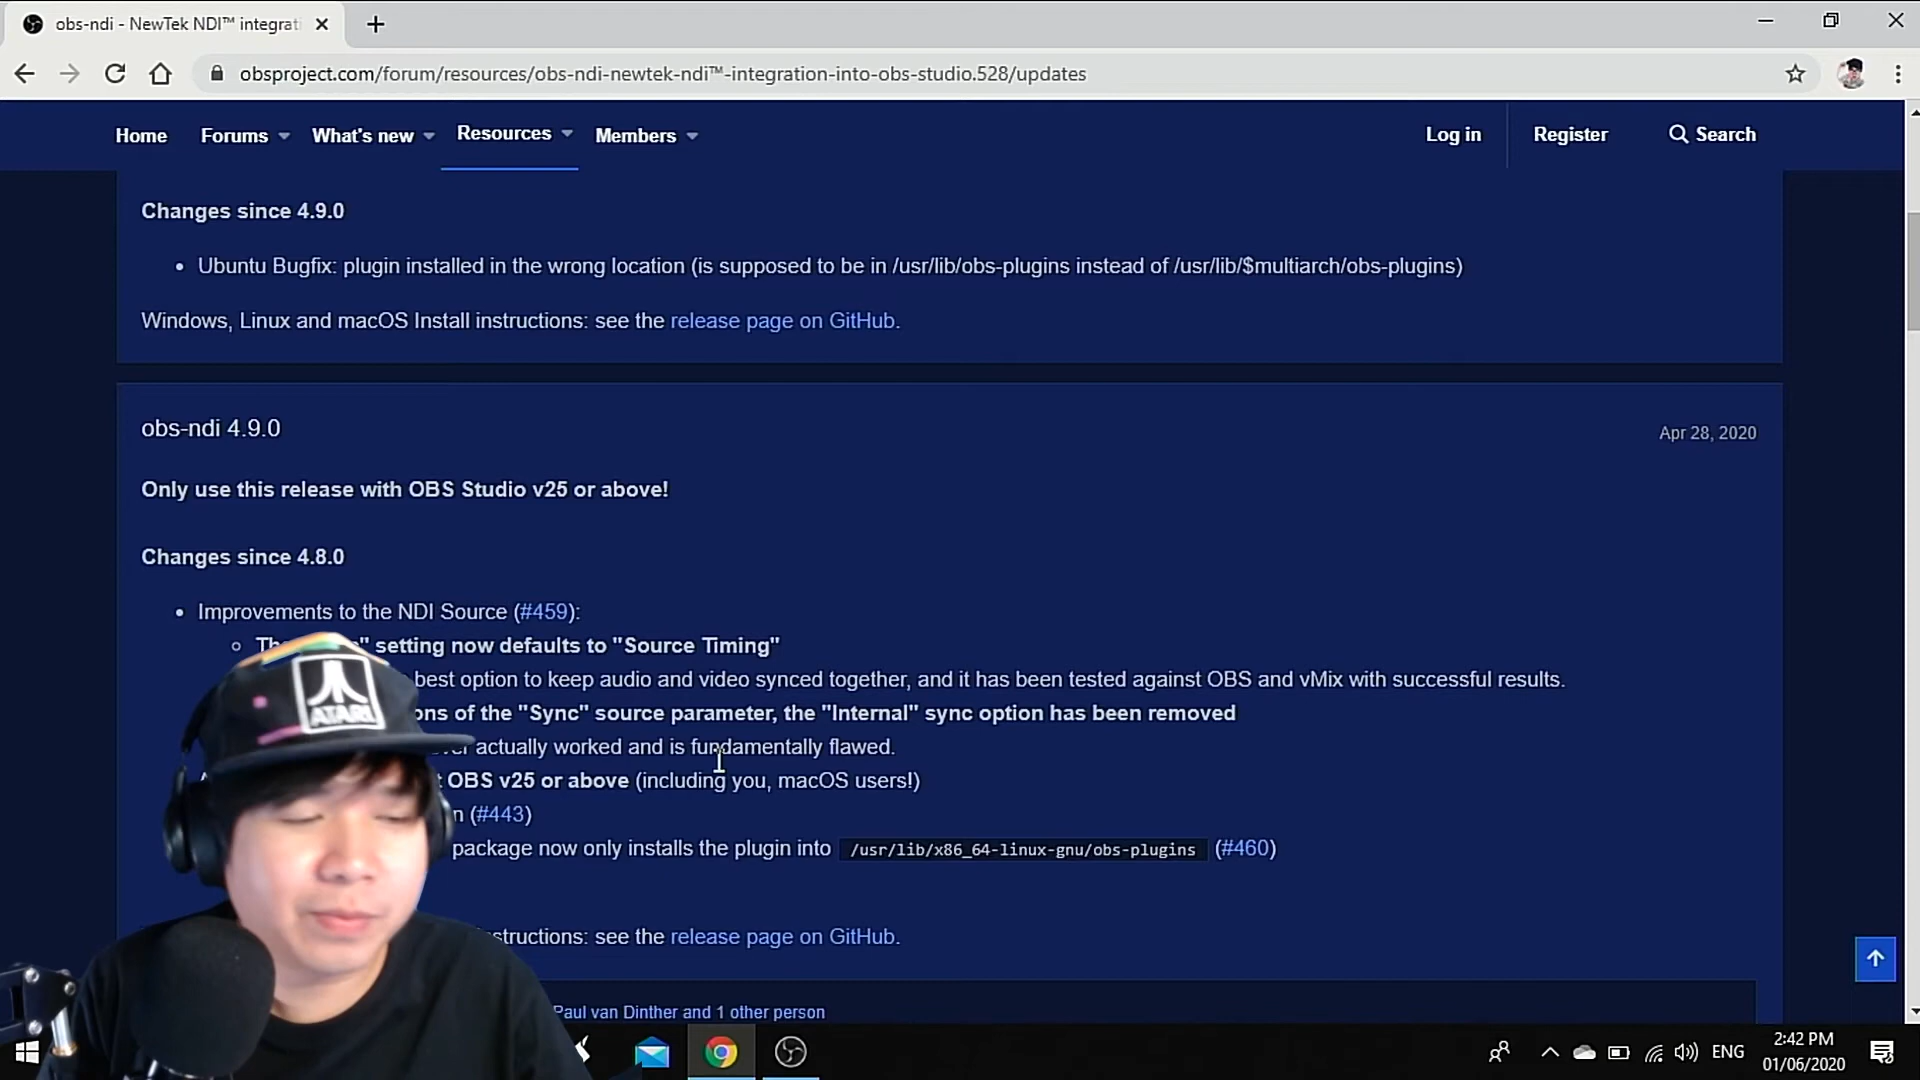 obs-ndi - NewTek NDI™ integrati
obsproject.com/forum/resources/obs-ndi-newtek-ndi™-integration-into-obs-studio.528/updates
Home Forums What's new Resources Members Log in Register Search
Changes since 4.9.0
• Ubuntu Bugfix: plugin installed in the wrong location (is supposed to be in /usr/lib/obs-plugins instead of /usr/lib/$multiarch/obs-plugins)
Windows, Linux and macOS Install instructions: see the release page on GitHub.
obs-ndi 4.9.0 Apr 28, 2020
Only use this release with OBS Studio v25 or above!
Changes since 4.8.0
• Improvements to the NDI Source (#459):
" setting now defaults to "Source Timing"
best option to keep audio and video synced together, and it has been tested against OBS and vMix with successful results.
of the "Sync" source parameter, the "Internal" sync option has been removed
actually worked and is fundamentally flawed.
OBS v25 or above (including you, macOS users!)
(#443)
package now only installs the plugin into /usr/lib/x86_64-linux-gnu/obs-plugins (#460)
see the release page on GitHub.
Paul van Dinther and 1 other person
ATARI
ENG
2:42 PM
01/06/2020